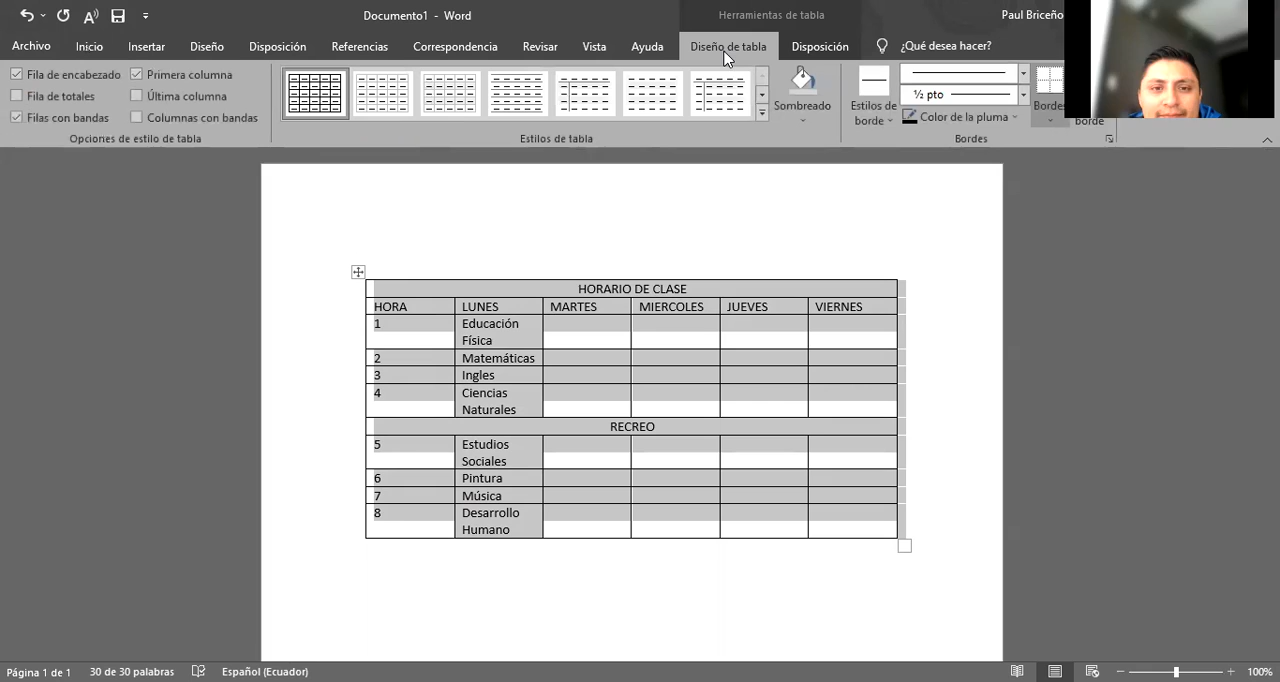 Documento1 - Word
Herramientas de tabla
Paul Briceño
Archivo Inicio Insertar Diseño Disposición Referencias Correspondencia Revisar Vista Ayuda Diseño de tabla Disposición ¿Qué desea hacer?
Fila de encabezado Primera columna
Fila de totales Última columna
Filas con bandas Columnas con bandas
Opciones de estilo de tabla
Estilos de tabla
Sombreado
Estilos de
borde
½ pto
Color de la pluma
Bordes
borde
Bordes
HORARIO DE CLASE
HORA LUNES MARTES MIERCOLES JUEVES VIERNES
1 Educación
Física
2 Matemáticas
3 Ingles
4 Ciencias
Naturales
RECREO
5 Estudios
Sociales
6 Pintura
7 Música
8 Desarrollo
Humano
Página 1 de 1 30 de 30 palabras Español (Ecuador) 100%